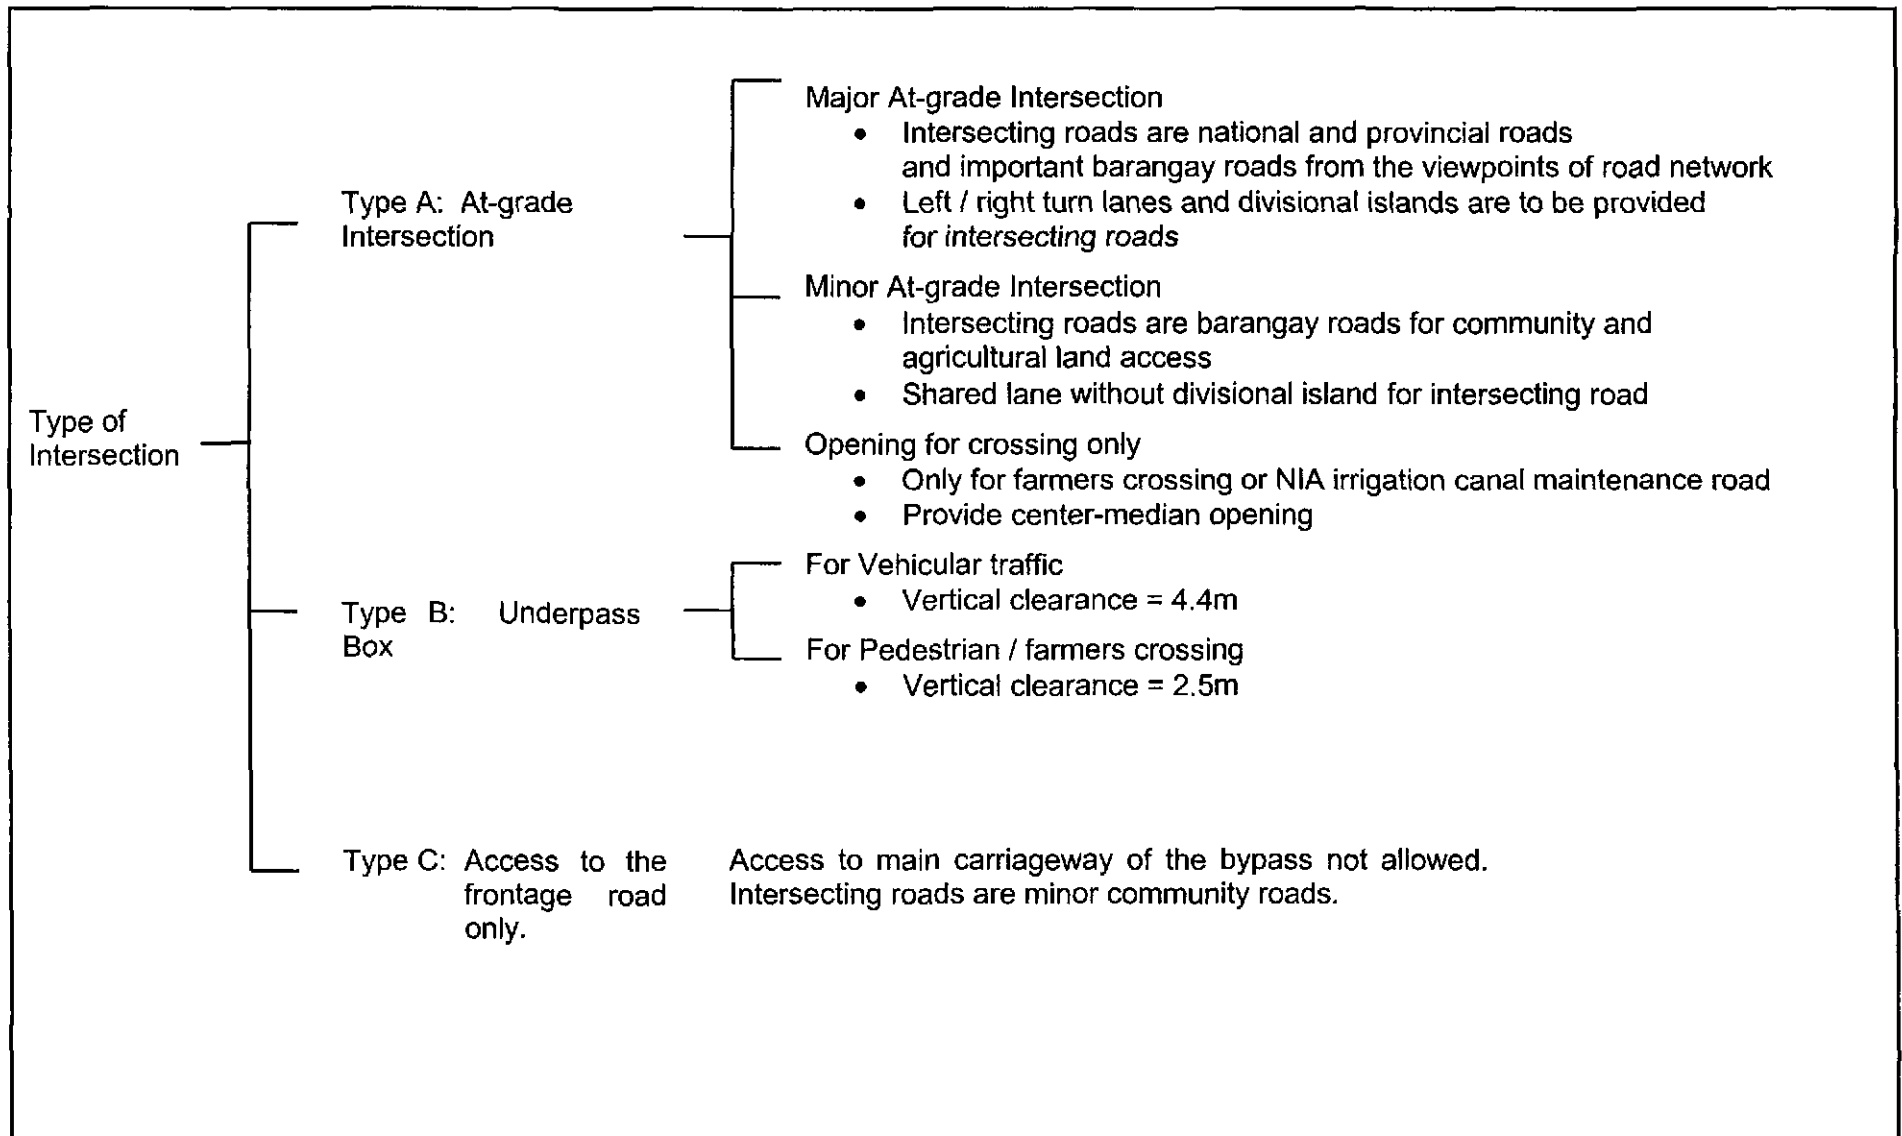 Type of
Intersection
Type A: At-grade
Intersection
Major At-grade Intersection
• Intersecting roads are national and provincial roads
and important barangay roads from the viewpoints of road network
• Left / right turn lanes and divisional islands are to be provided
for intersecting roads
Minor At-grade Intersection
• Intersecting roads are barangay roads for community and
agricultural land access
• Shared lane without divisional island for intersecting road
Opening for crossing only
• Only for farmers crossing or NIA irrigation canal maintenance road
• Provide center-median opening
Type B: Underpass
Box
For Vehicular traffic
• Vertical clearance = 4.4m
For Pedestrian / farmers crossing
• Vertical clearance = 2.5m
Type C: Access to the
frontage road
only.
Access to main carriageway of the bypass not allowed.
Intersecting roads are minor community roads.